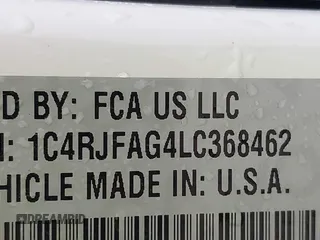 D BY: FCA US LLC
: 1C4RJFAG4LC368462
HICLE MADE IN: U.S.A.
DREAMBID